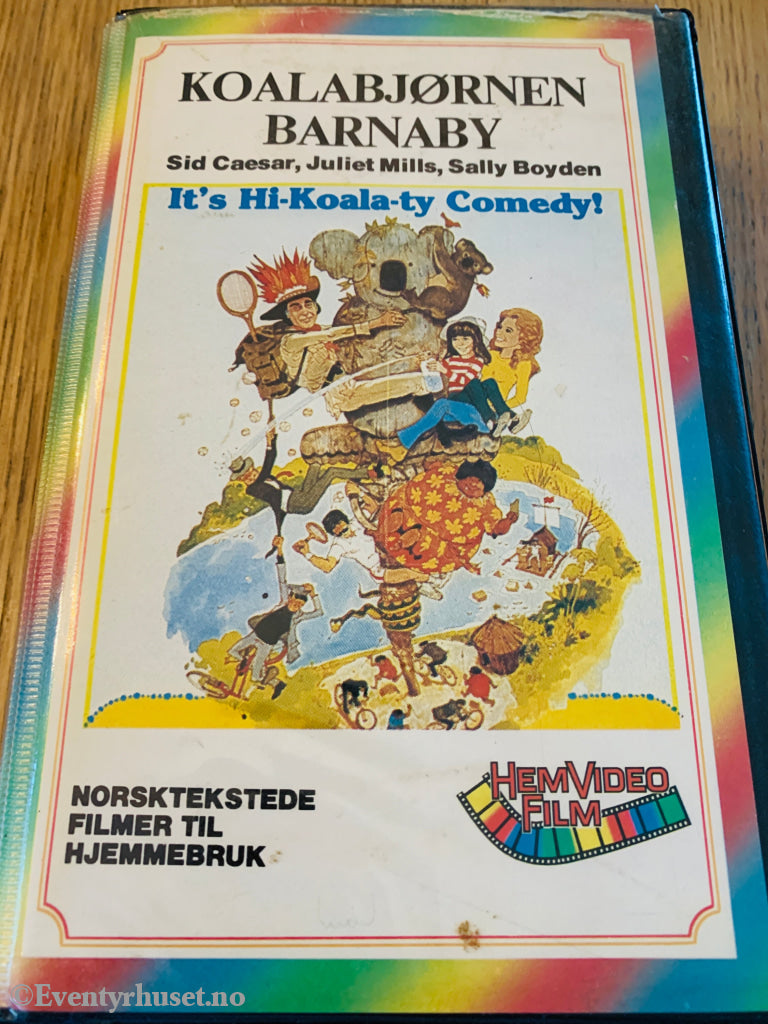 KOALABJØRNEN
BARNABY
Sid Caesar, Juliet Mills, Sally Boyden
It's Hi-Koala-ty Comedy!
NORSKTEKSTEDE
FILMER TIL
HJEMMEBRUK
HEMVIDEO
FILM
©Eventyrhuset.no